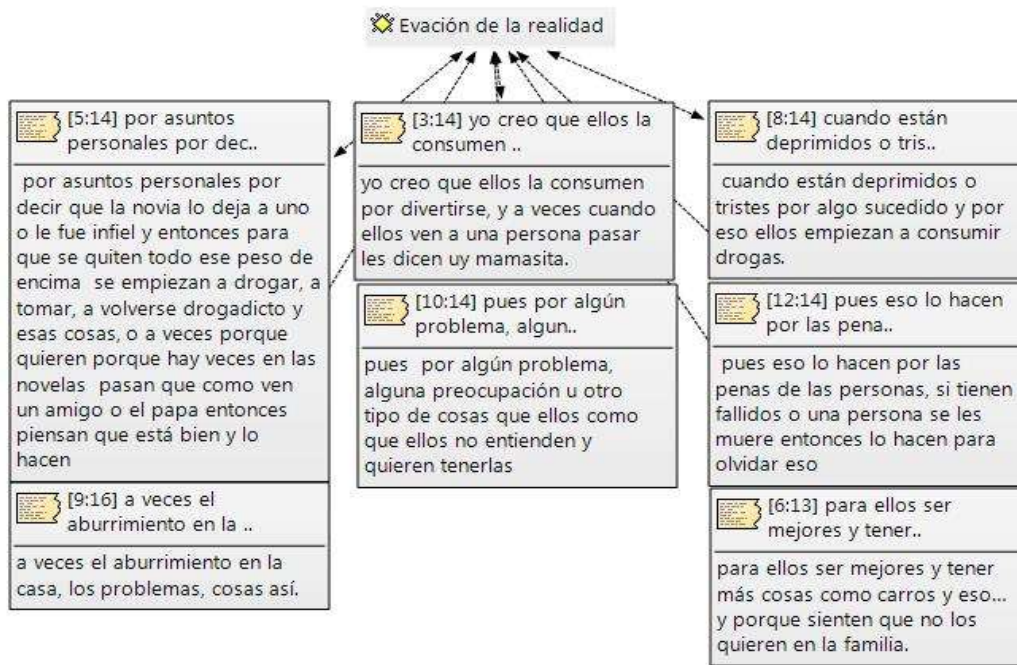 Evación de la realidad
[5:14] por asuntos
personales por dec..
por asuntos personales por
decir que la novia lo deja a uno
o le fue infiel y entonces para
que se quiten todo ese peso de
encima se empiezan a drogar, a
tomar, a volverse drogadicto y
esas cosas, o a veces porque
quieren porque hay veces en las
novelas pasan que como ven
un amigo o el papa entonces
piensan que está bien y lo
hacen
[9:16] a veces el
aburrimiento en la ..
a veces el aburrimiento en la
casa, los problemas, cosas así.
[3:14] yo creo que ellos la
consumen ..
yo creo que ellos la consumen
por divertirse, y a veces cuando
ellos ven a una persona pasar
les dicen uy mamasita.
[10:14] pues por algún
problema, algun..
pues por algún problema,
alguna preocupación u otro
tipo de cosas que ellos como
que ellos no entienden y
quieren tenerlas
[8:14] cuando están
deprimidos o tris..
cuando están deprimidos o
tristes por algo sucedido y por
eso ellos empiezan a consumir
drogas.
[12:14] pues eso lo hacen
por las pena..
pues eso lo hacen por las
penas de las personas, si tienen
fallidos o una persona se les
muere entonces lo hacen para
olvidar eso
[6:13] para ellos ser
mejores y tener..
para ellos ser mejores y tener
más cosas como carros y eso...
y porque sienten que no los
quieren en la familia.